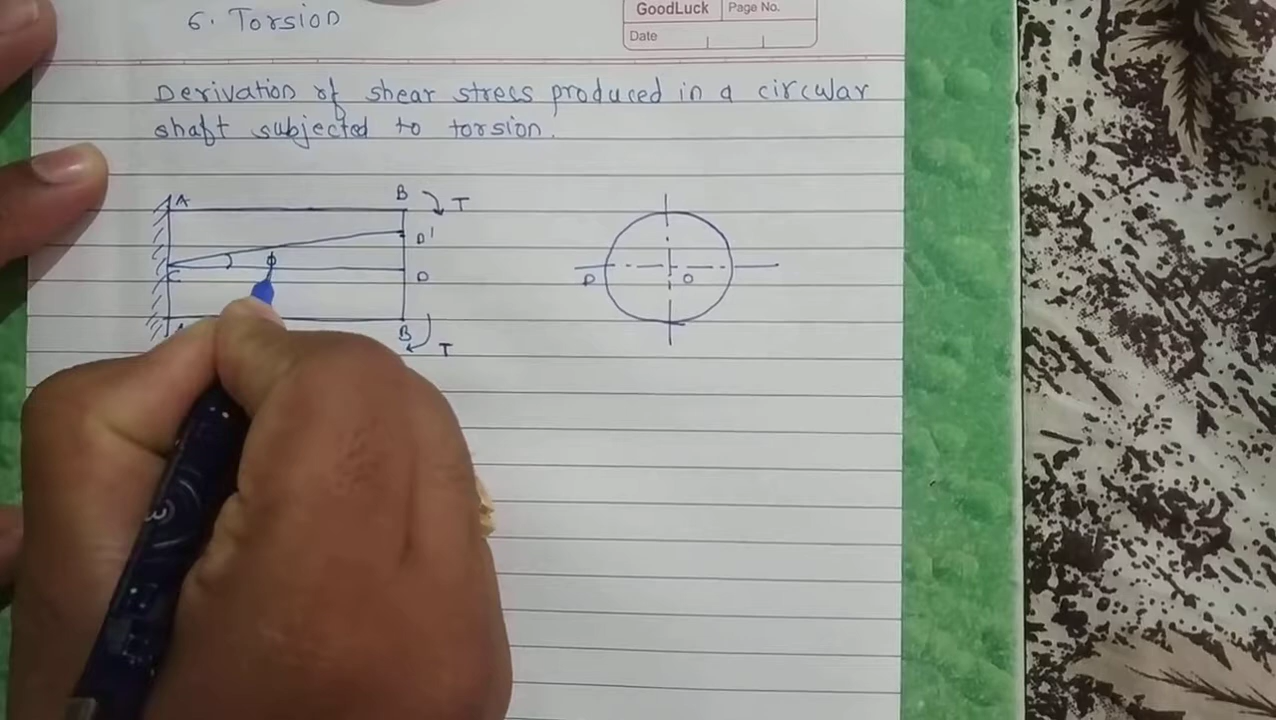 6. Torsion
GoodLuck Page No.
Date
Derivation of shear stress produced in a circular
shaft subjected to torsion.
A B T
D'
φ
C D
D O
B T